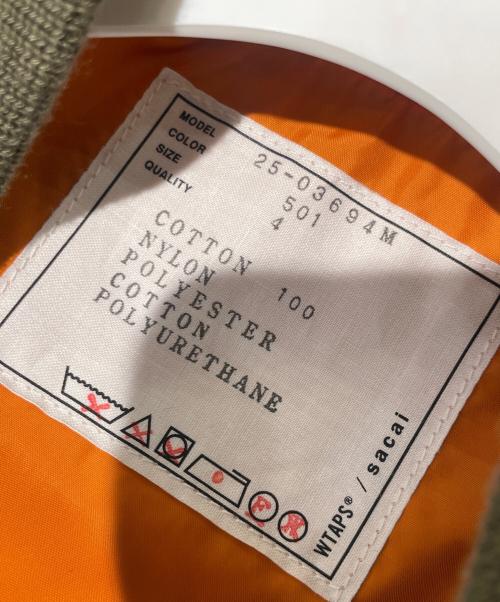 MODEL 25-03694M
COLOR 501
SIZE 4
QUALITY
COTTON 100
NYLON
POLYESTER
COTTON
POLYURETHANE
WTAPS® / sacai